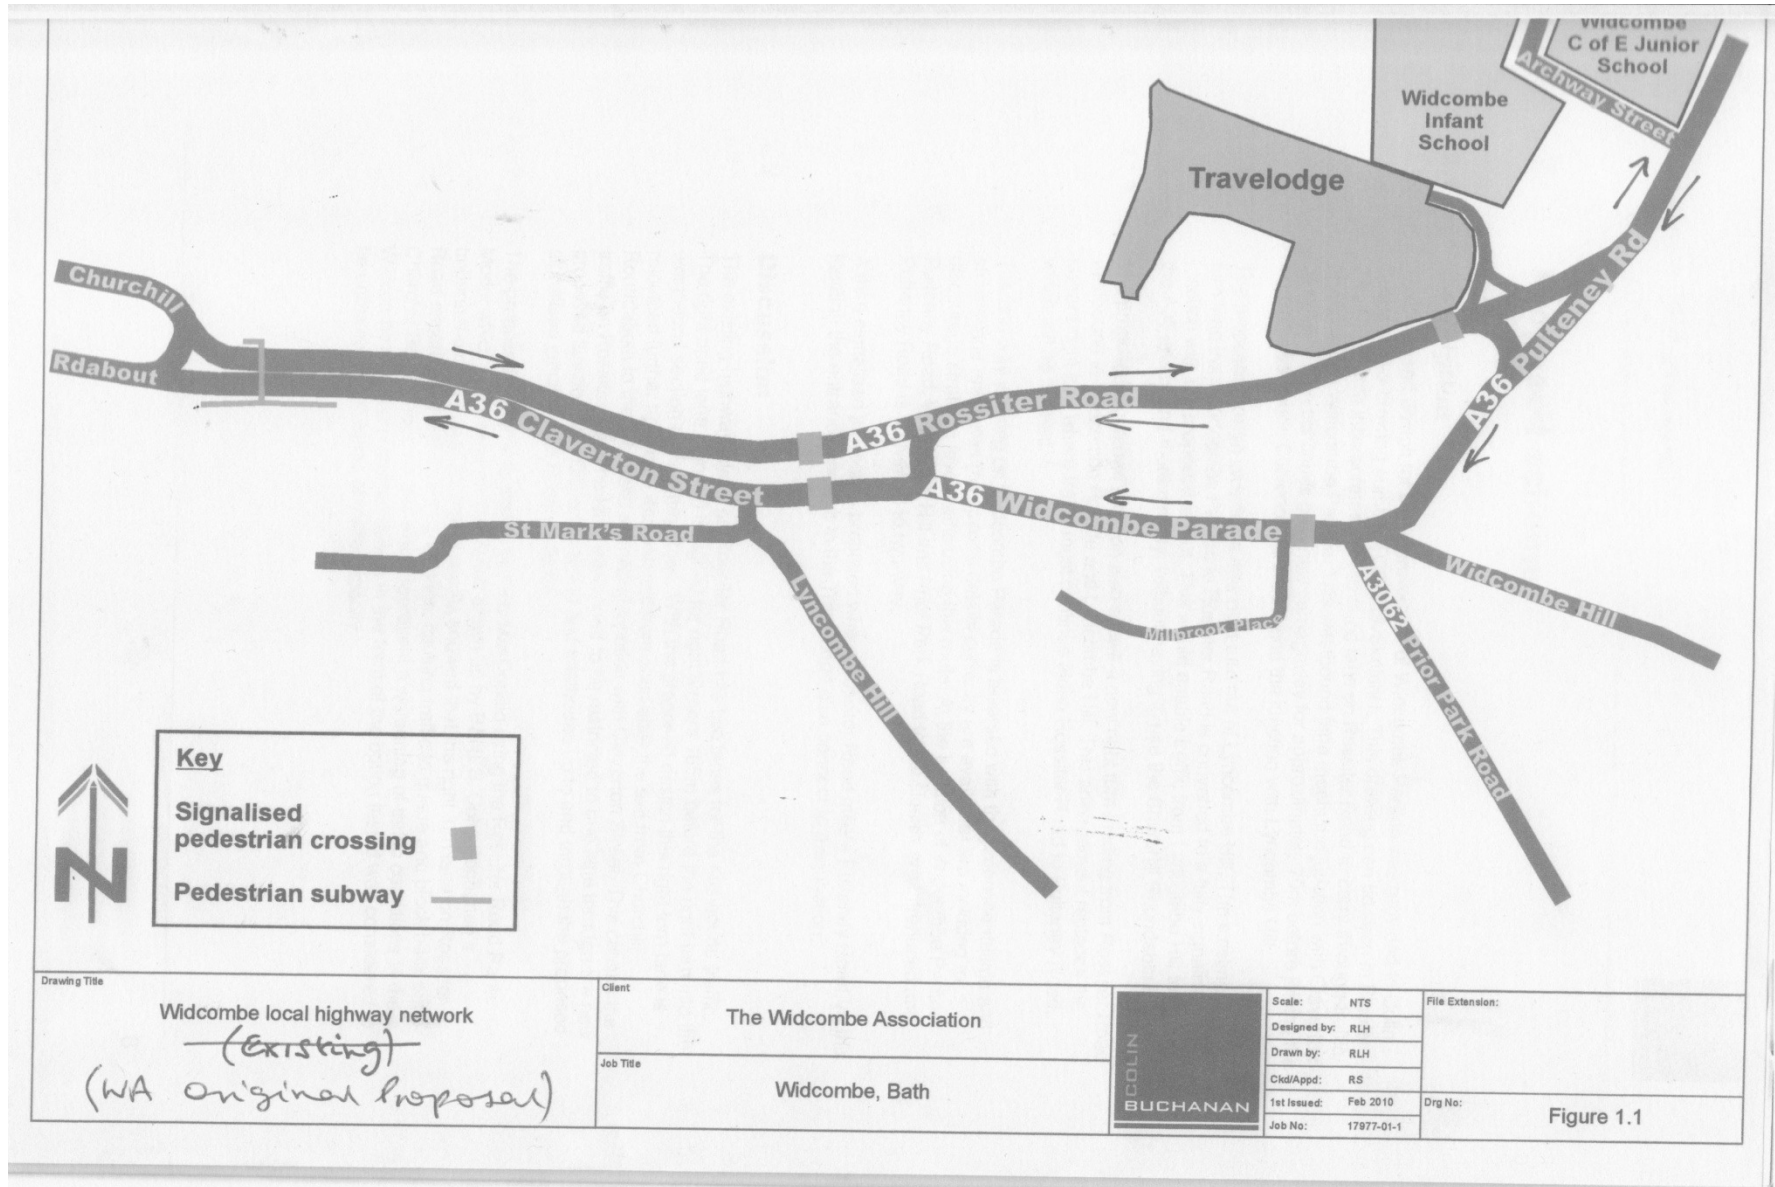 Widcombe
C of E Junior
School
Archway Street
Widcombe
Infant
School
Travelodge
Churchill
Rdabout
A36 Pulteney Rd
A36 Rossiter Road
A36 Claverton Street
A36 Widcombe Parade
St Mark's Road
Lyncombe Hill
Millbrook Place
Widcombe Hill
A3062 Prior Park Road
Key
Signalised
pedestrian crossing
Pedestrian subway
N
Drawing Title
Widcombe local highway network
(Existing)
(WA original Proposal)
Client
The Widcombe Association
Job Title
Widcombe, Bath
COLIN
BUCHANAN
Scale: NTS
Designed by: RLH
Drawn by: RLH
Ckd/Appd: RS
1st Issued: Feb 2010
Job No: 17977-01-1
File Extension:
Drg No:
Figure 1.1